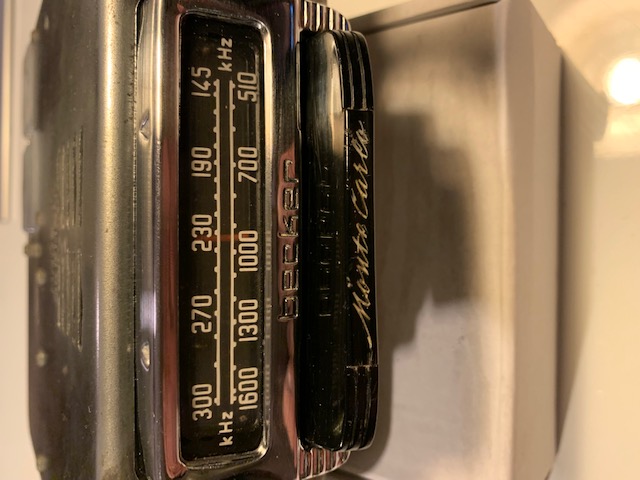 300 270 230 190 145
kHz kHz
1600 1300 1000 700 510
becker
Monte Carlo